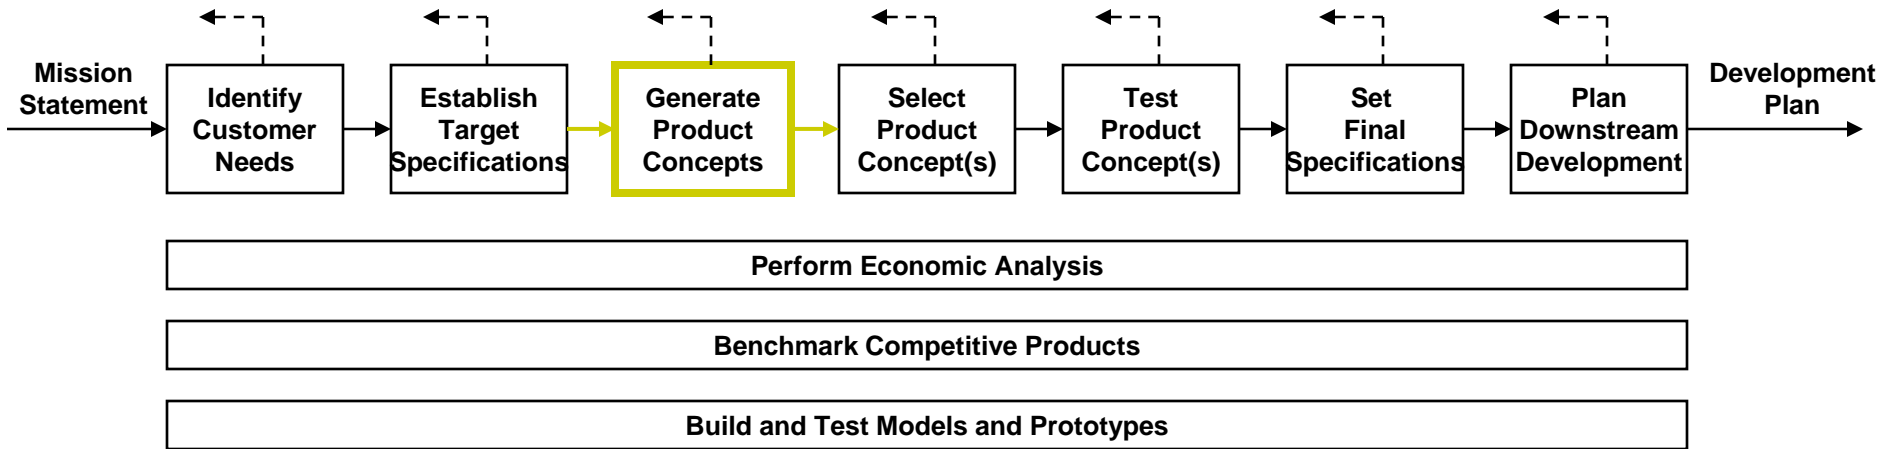 Mission
Statement
Identify
Customer
Needs
Establish
Target
Specifications
Generate
Product
Concepts
Select
Product
Concept(s)
Test
Product
Concept(s)
Set
Final
Specifications
Plan
Downstream
Development
Development
Plan
Perform Economic Analysis
Benchmark Competitive Products
Build and Test Models and Prototypes